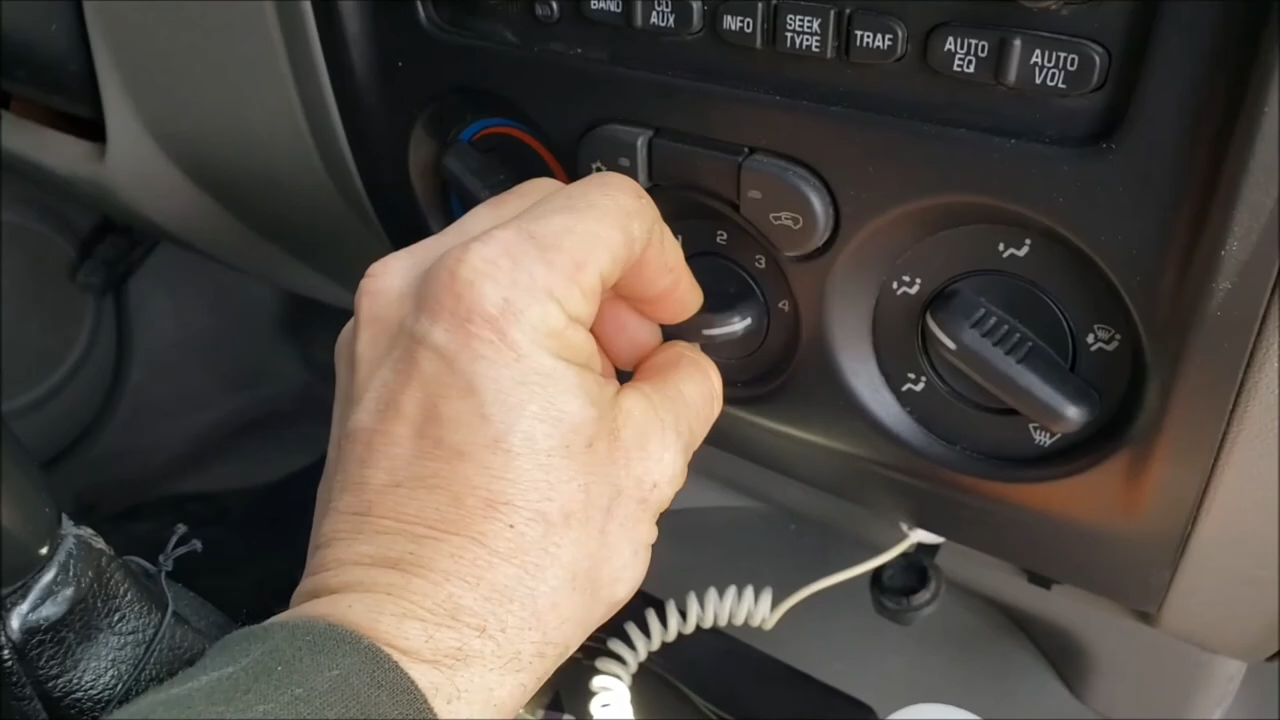 BAND
CD
AUX
INFO
SEEK
TYPE
TRAF
AUTO
EQ
AUTO
VOL
1
2
3
4